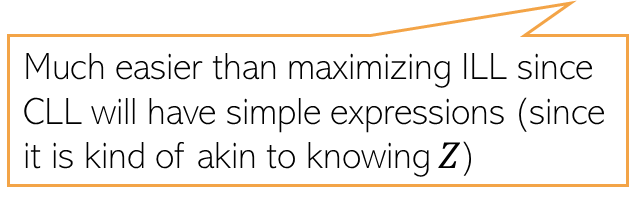 Much easier than maximizing ILL since
CLL will have simple expressions (since
it is kind of akin to knowing Z)